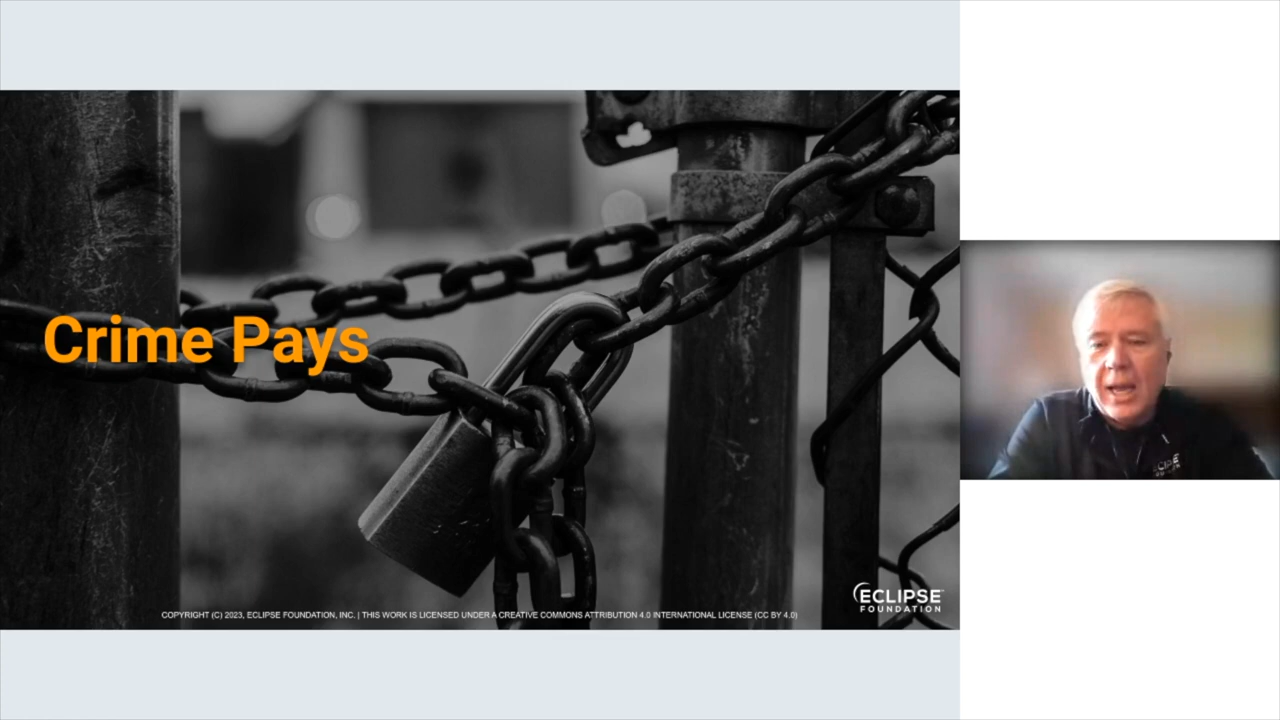 Crime Pays
ECLIPSE
FOUNDATION
COPYRIGHT (C) 2023, ECLIPSE FOUNDATION, INC. | THIS WORK IS LICENSED UNDER A CREATIVE COMMONS ATTRIBUTION 4.0 INTERNATIONAL LICENSE (CC BY 4.0)